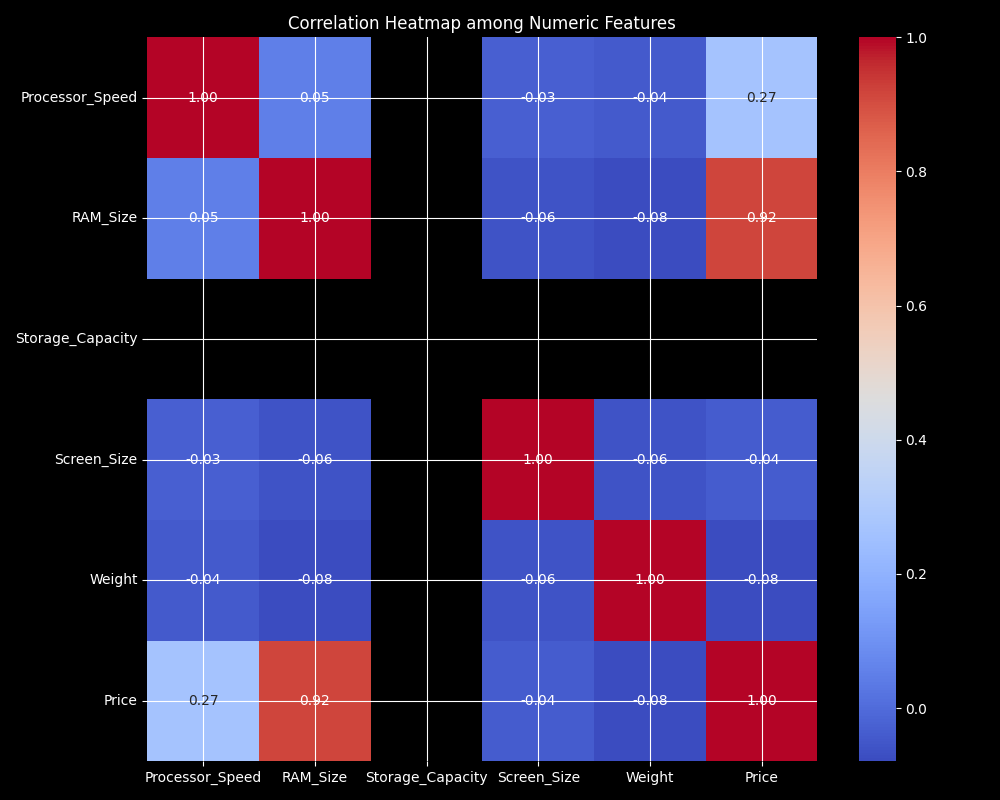 Correlation Heatmap among Numeric Features
Processor_Speed 1.00 0.05 -0.03 -0.04 0.27
RAM_Size 0.05 1.00 -0.06 -0.08 0.92
Storage_Capacity
Screen_Size -0.03 -0.06 1.00 -0.06 -0.04
Weight -0.04 -0.08 -0.06 1.00 -0.08
Price 0.27 0.92 -0.04 -0.08 1.00
Processor_Speed RAM_Size Storage_Capacity Screen_Size Weight Price
1.0
0.8
0.6
0.4
0.2
0.0